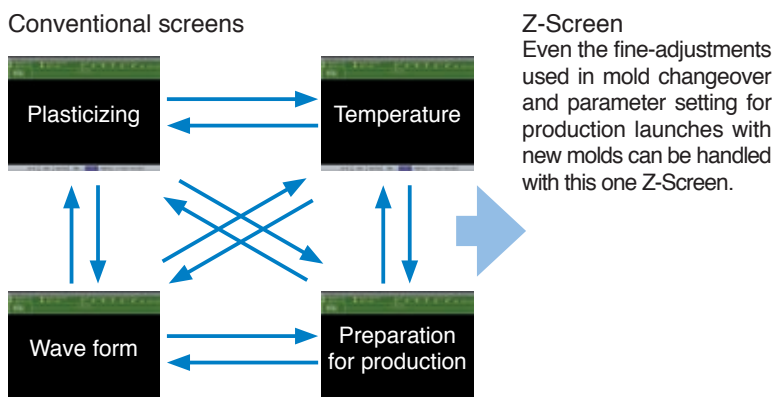 Conventional screens
Plasticizing
Temperature
Wave form
Preparation
for production
Z-Screen
Even the fine-adjustments
used in mold changeover
and parameter setting for
production launches with
new molds can be handled
with this one Z-Screen.